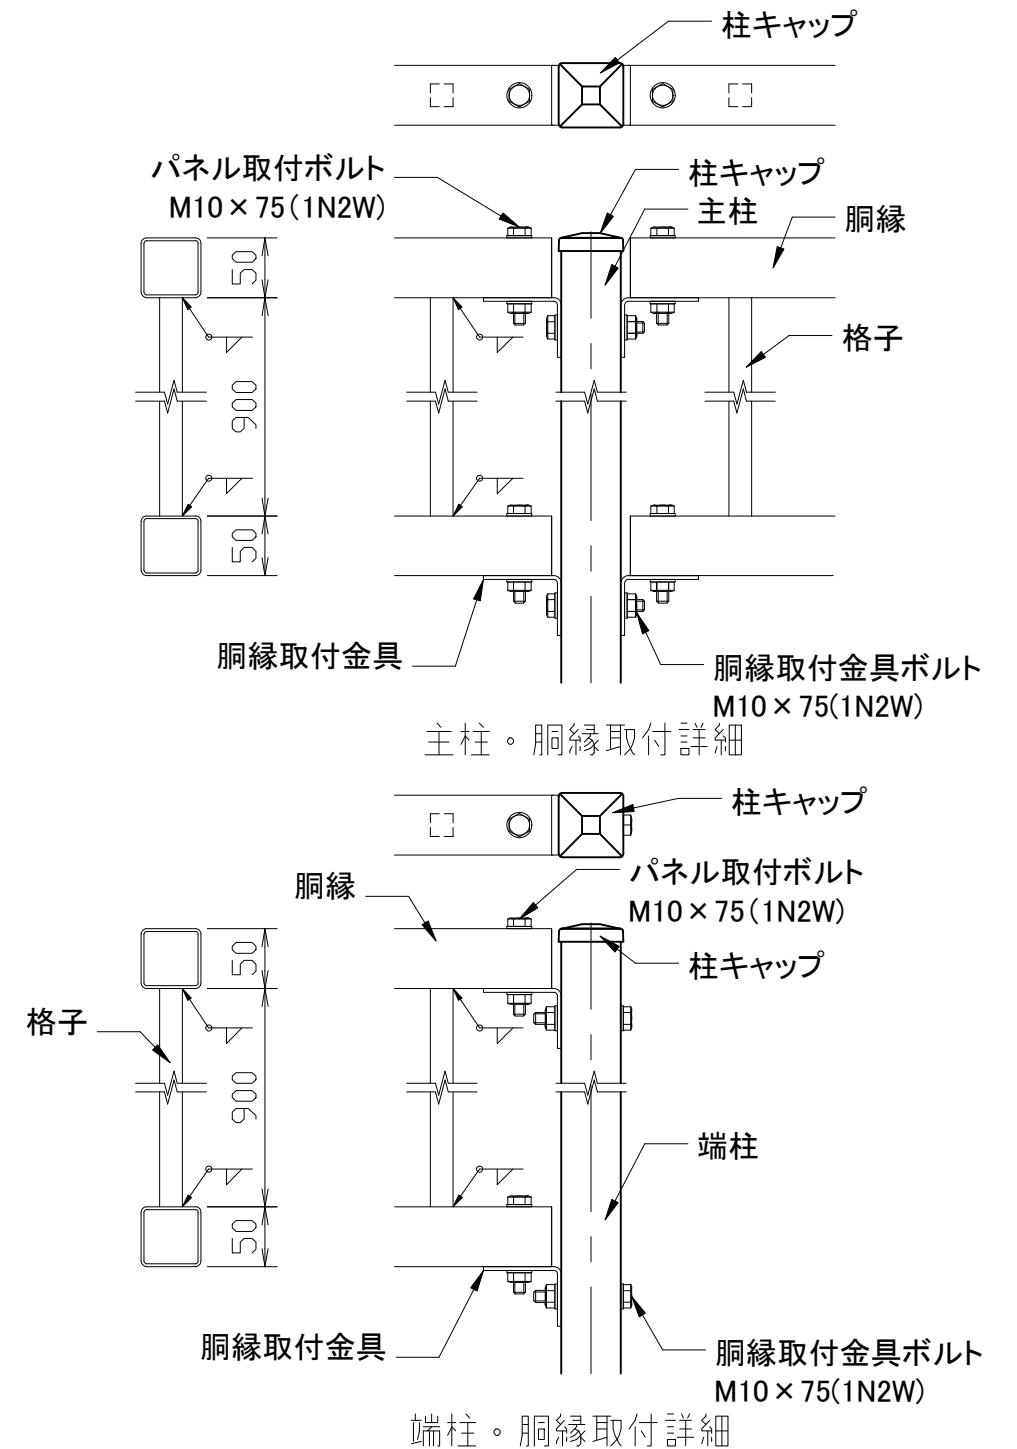 柱キャップ
パネル取付ボルト
M10×75(1N2W)
柱キャップ
主柱
胴縁
50
格子
900
50
胴縁取付金具
胴縁取付金具ボルト
M10×75(1N2W)
主柱。胴縁取付詳細
柱キャップ
パネル取付ボルト
M10×75(1N2W)
胴縁
50
柱キャップ
格子
900
端柱
50
胴縁取付金具
胴縁取付金具ボルト
M10×75(1N2W)
端柱。胴縁取付詳細